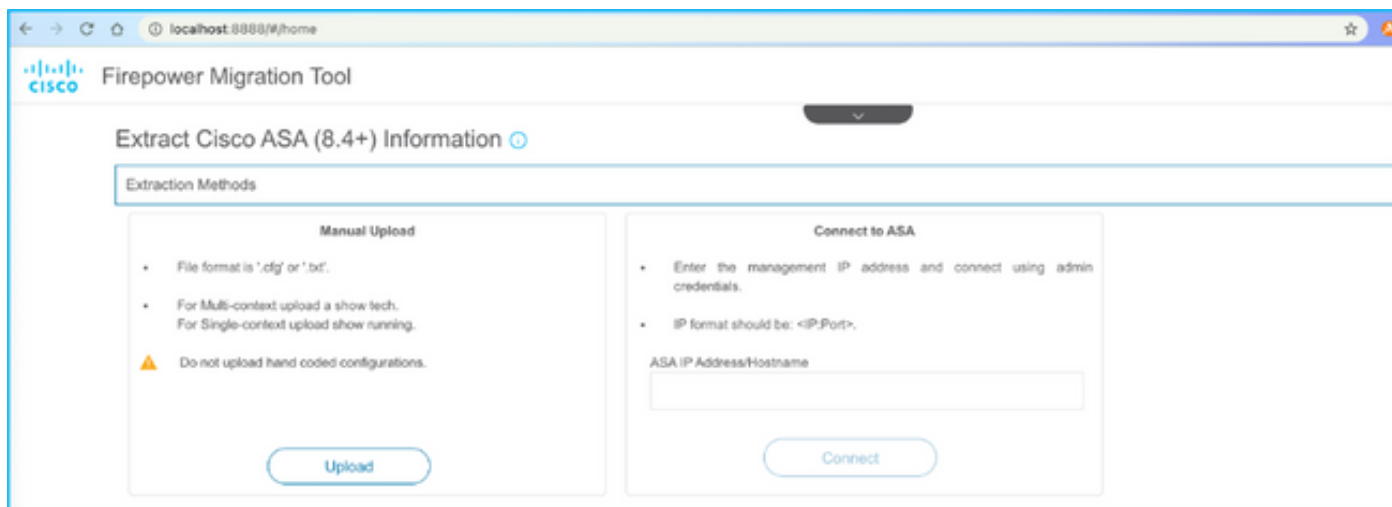 localhost:8888/#/home
CISCO
Firepower Migration Tool
Extract Cisco ASA (8.4+) Information
Extraction Methods
Manual Upload
• File format is '.cfg' or '.txt'.
• For Multi-context upload a show tech.
For Single-context upload show running.
Do not upload hand coded configurations.
Upload
Connect to ASA
• Enter the management IP address and connect using admin
credentials.
• IP format should be: <IP:Port>.
ASA IP Address/Hostname
Connect